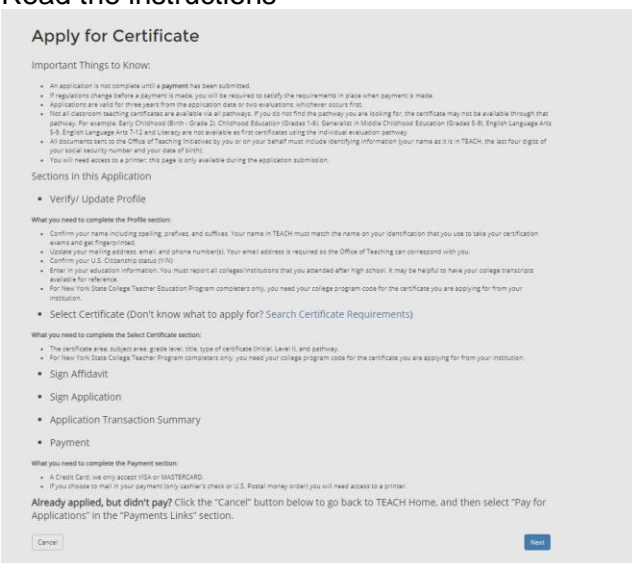 Read the instructions
Apply for Certificate
Important Things to Know:
An application is not complete until a payment has been submitted.
If regulations change before a payment is made, you will be required to satisfy the requirements in place when payment is made.
Applications are valid for three years from the application date or two evaluations, whichever occurs first.
Not all classroom teaching certificates are available via all pathways. If you do not find the pathway you are looking for, the certificate may not be available through that
pathway. For example, Early Childhood (Birth - Grade 2), Childhood Education (Grades 1-6), Generalist in Middle Childhood Education (Grades 5-9), English Language Arts
5-9, English Language Arts 7-12 and Literacy are not available as first certificates using the individual evaluation pathway.
All documents sent to the Office of Teaching Initiatives by you or on your behalf must include identifying information (your name as it is in TEACH, the last four digits of
your social security number and your date of birth).
You will need access to a printer; this page is only available during the application submission.
Sections in this Application
Verify/ Update Profile
What you need to complete the Profile section:
Confirm your name including spelling, prefixes, and suffixes. Your name in TEACH must match the name on your identification that you use to take your certification
exams and get fingerprinted.
Update your mailing address, email, and phone number(s). Your email address is required so the Office of Teaching can correspond with you.
Confirm your U.S. Citizenship status (Y/N)
Enter in your education information. You must report all colleges/institutions that you attended after high school. It may be helpful to have your college transcripts
available for reference.
For New York State College Teacher Education Program completers only, you need your college program code for the certificate you are applying for from your
institution.
Select Certificate (Don't know what to apply for? Search Certificate Requirements)
What you need to complete the Select Certificate section:
The certificate area, subject area, grade level, title, type of certificate (Initial, Level I), and pathway.
For New York State College Teacher Program completers only, you need your college program code for the certificate you are applying for from your institution.
Sign Affidavit
Sign Application
Application Transaction Summary
Payment
What you need to complete the Payment section:
A Credit Card, we only accept VISA or MASTERCARD.
If you choose to mail in your payment (only cashier's check or U.S. Postal money order) you will need access to a printer.
Already applied, but didn't pay? Click the "Cancel" button below to go back to TEACH Home, and then select "Pay for
Applications" in the "Payments Links" section.
Cancel
Next